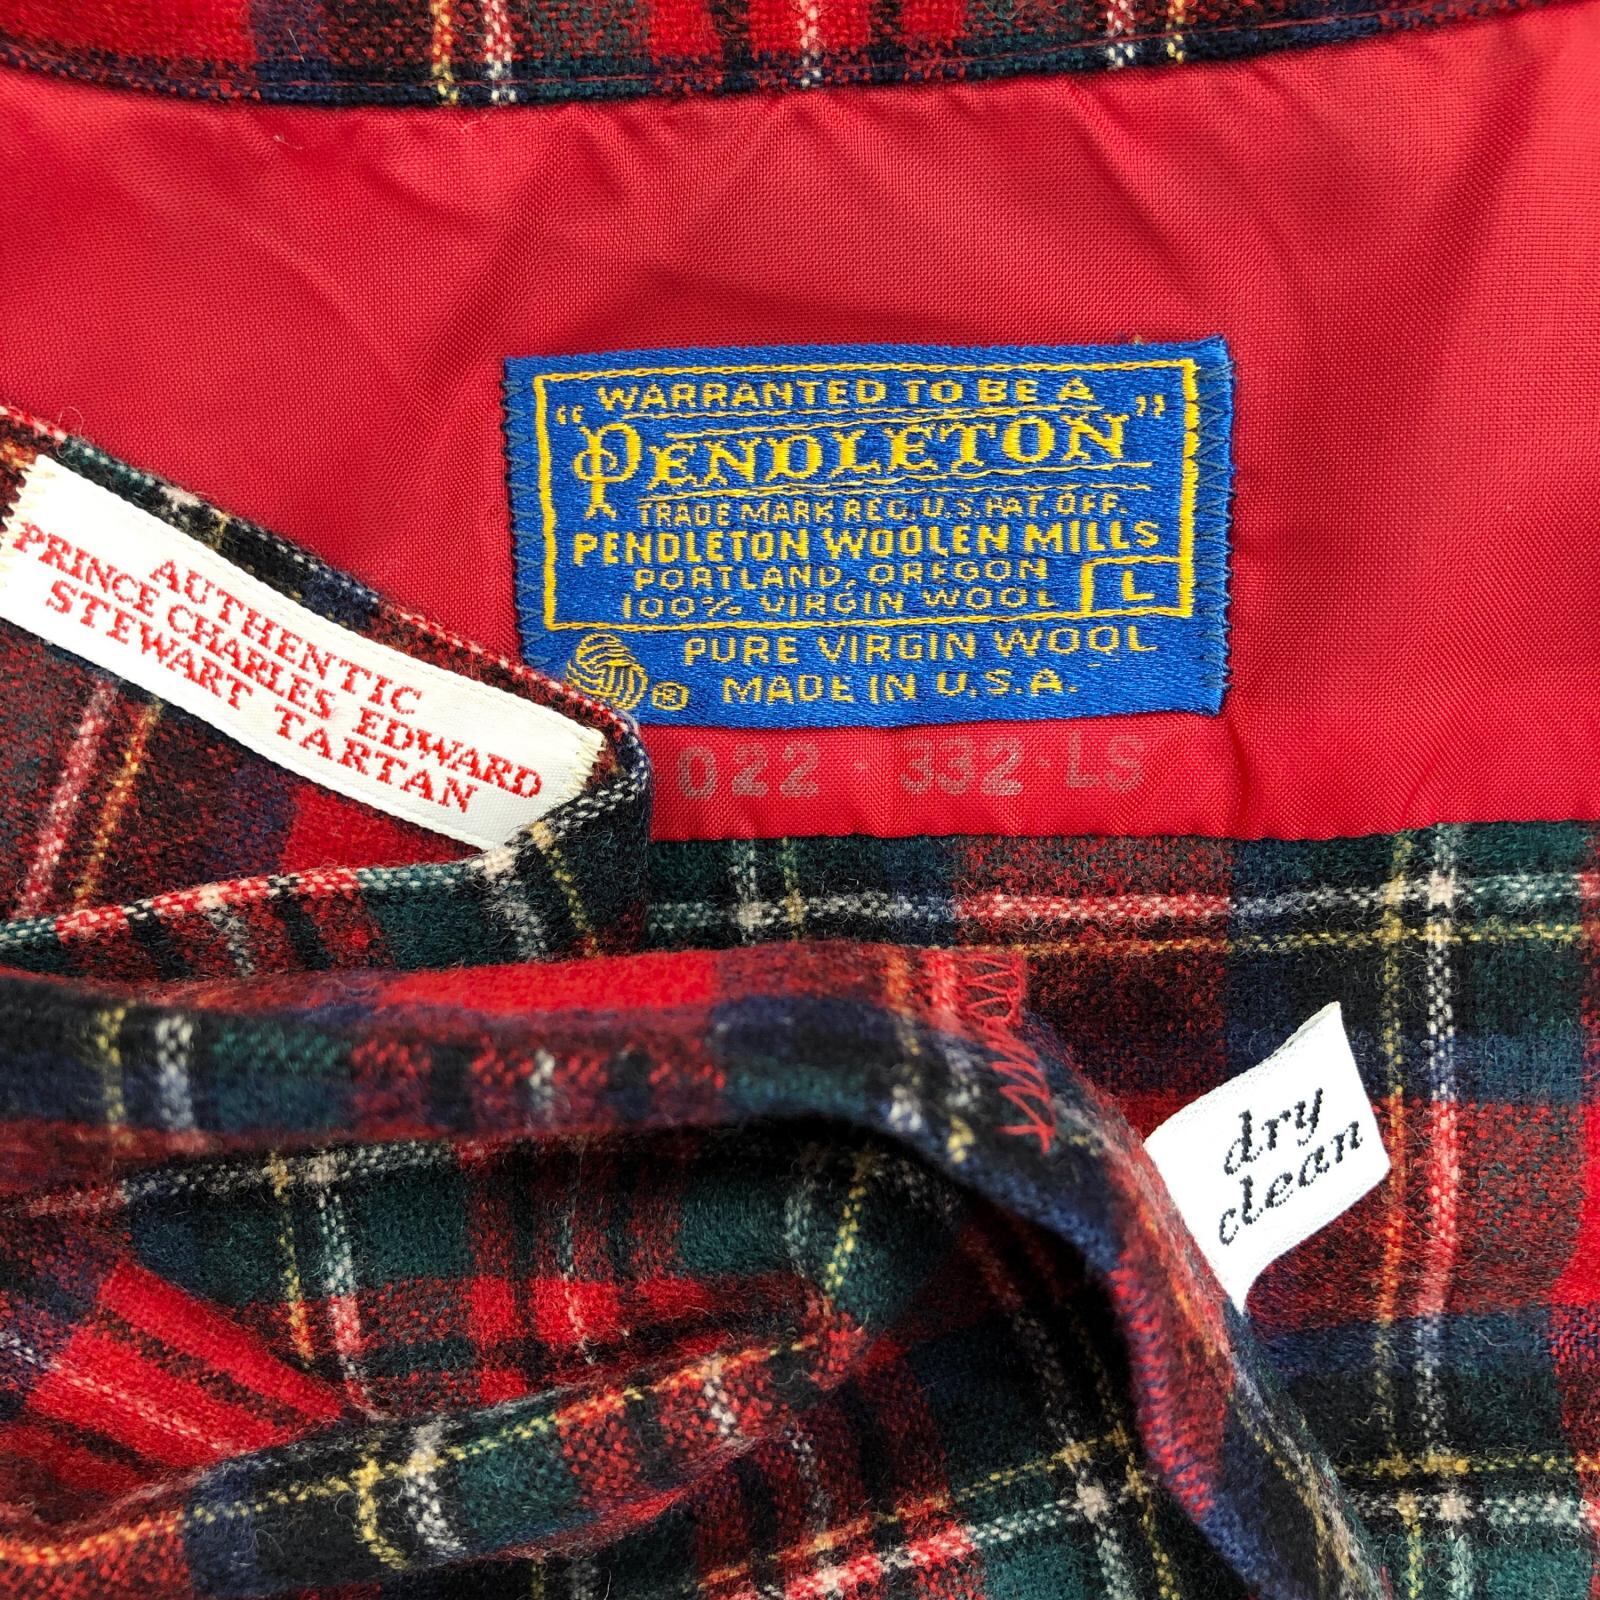 "WARRANTED TO BE A
PENDLETON"
TRADE MARK REG. U.S. PAT. OFF.
PENDLETON WOOLEN MILLS
PORTLAND, OREGON
100% VIRGIN WOOL L
PURE VIRGIN WOOL
® MADE IN U.S.A.
022 - 332-LS
AUTHENTIC
PRINCE CHARLES EDWARD
STEWART TARTAN
dry
clean